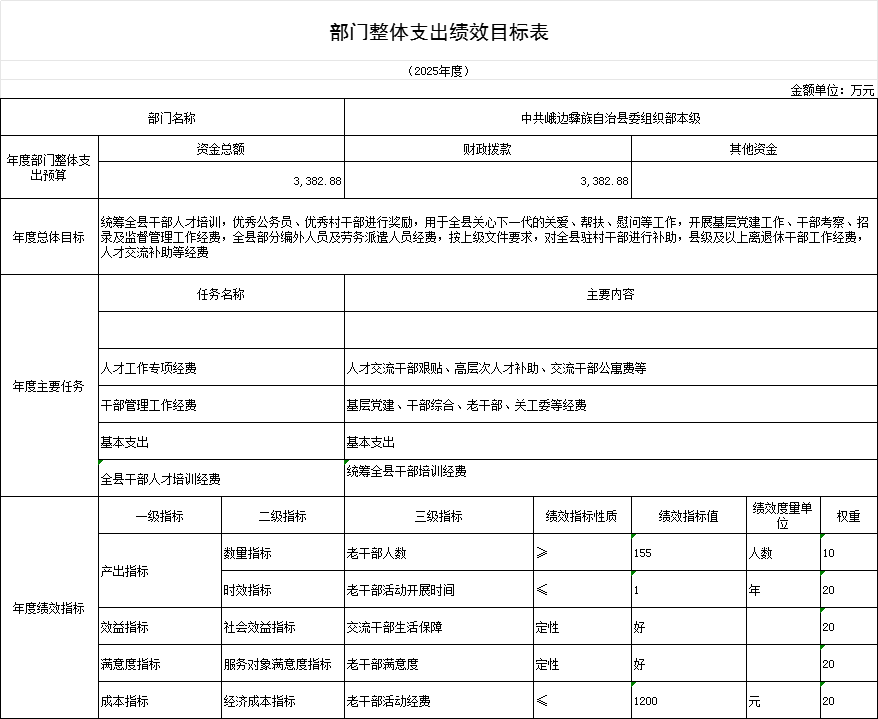 部门整体支出绩效目标表
（2025年度）
金额单位：万元
部门名称 中共峨边彝族自治县委组织部本级
年度部门整体支
出预算
资金总额 财政拨款 其他资金
3,382.88 3,382.88
年度总体目标
统筹全县干部人才培训，优秀公务员、优秀村干部进行奖励，用于全县关心下一代的关爱、帮扶、慰问等工作，开展基层党建工作、干部考察、招
录及监督管理工作经费，全县部分编外人员及劳务派遣人员经费，按上级文件要求，对全县驻村干部进行补助，县级及以上离退休干部工作经费，
人才交流补助等经费
年度主要任务
任务名称 主要内容
人才工作专项经费 人才交流干部艰贴、高层次人才补助、交流干部公寓费等
干部管理工作经费 基层党建、干部综合、老干部、关工委等经费
基本支出 基本支出
全县干部人才培训经费 统筹全县干部培训经费
年度绩效指标
一级指标 二级指标 三级指标 绩效指标性质 绩效指标值 绩效度量单
位 权重
产出指标 数量指标 老干部人数 ≥ 155 人数 10
时效指标 老干部活动开展时间 ≤ 1 年 20
效益指标 社会效益指标 交流干部生活保障 定性 好 20
满意度指标 服务对象满意度指标 老干部满意度 定性 好 20
成本指标 经济成本指标 老干部活动经费 ≤ 1200 元 20